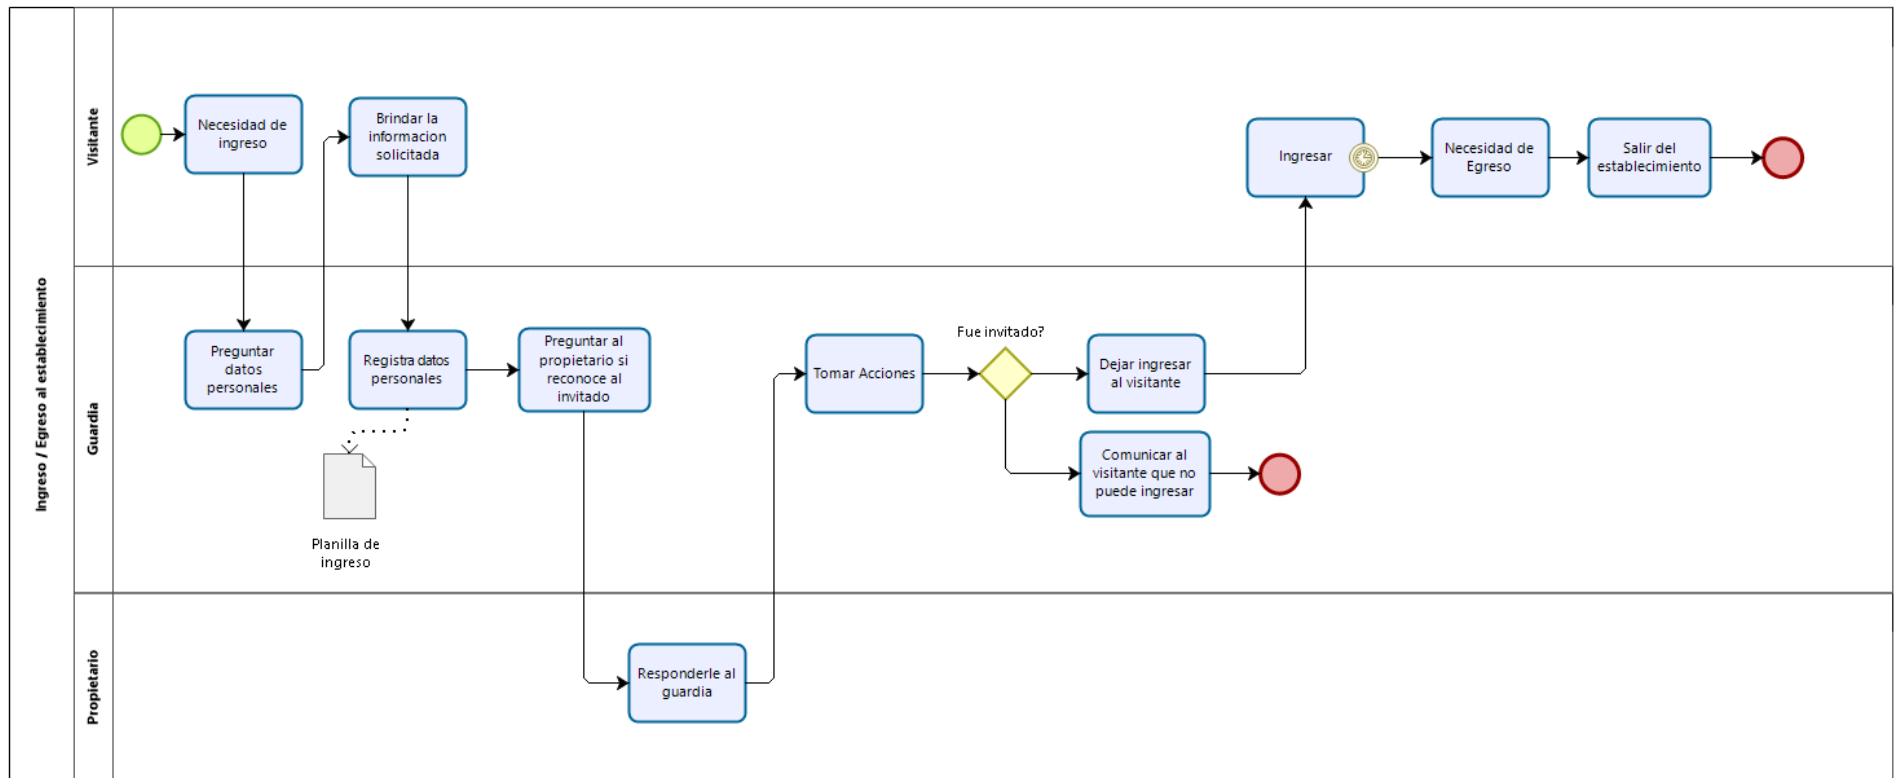 Ingreso / Egreso al establecimiento
Visitante
Necesidad de
ingreso
Brindar la
informacion
solicitada
Ingresar
Necesidad de
Egreso
Salir del
establecimiento
Guardia
Preguntar
datos
personales
Registra datos
personales
Preguntar al
propietario si
reconoce al
invitado
Tomar Acciones
Fue invitado?
Dejar ingresar
al visitante
Comunicar al
visitante que no
puede ingresar
Planilla de
ingreso
Propietario
Responderle al
guardia